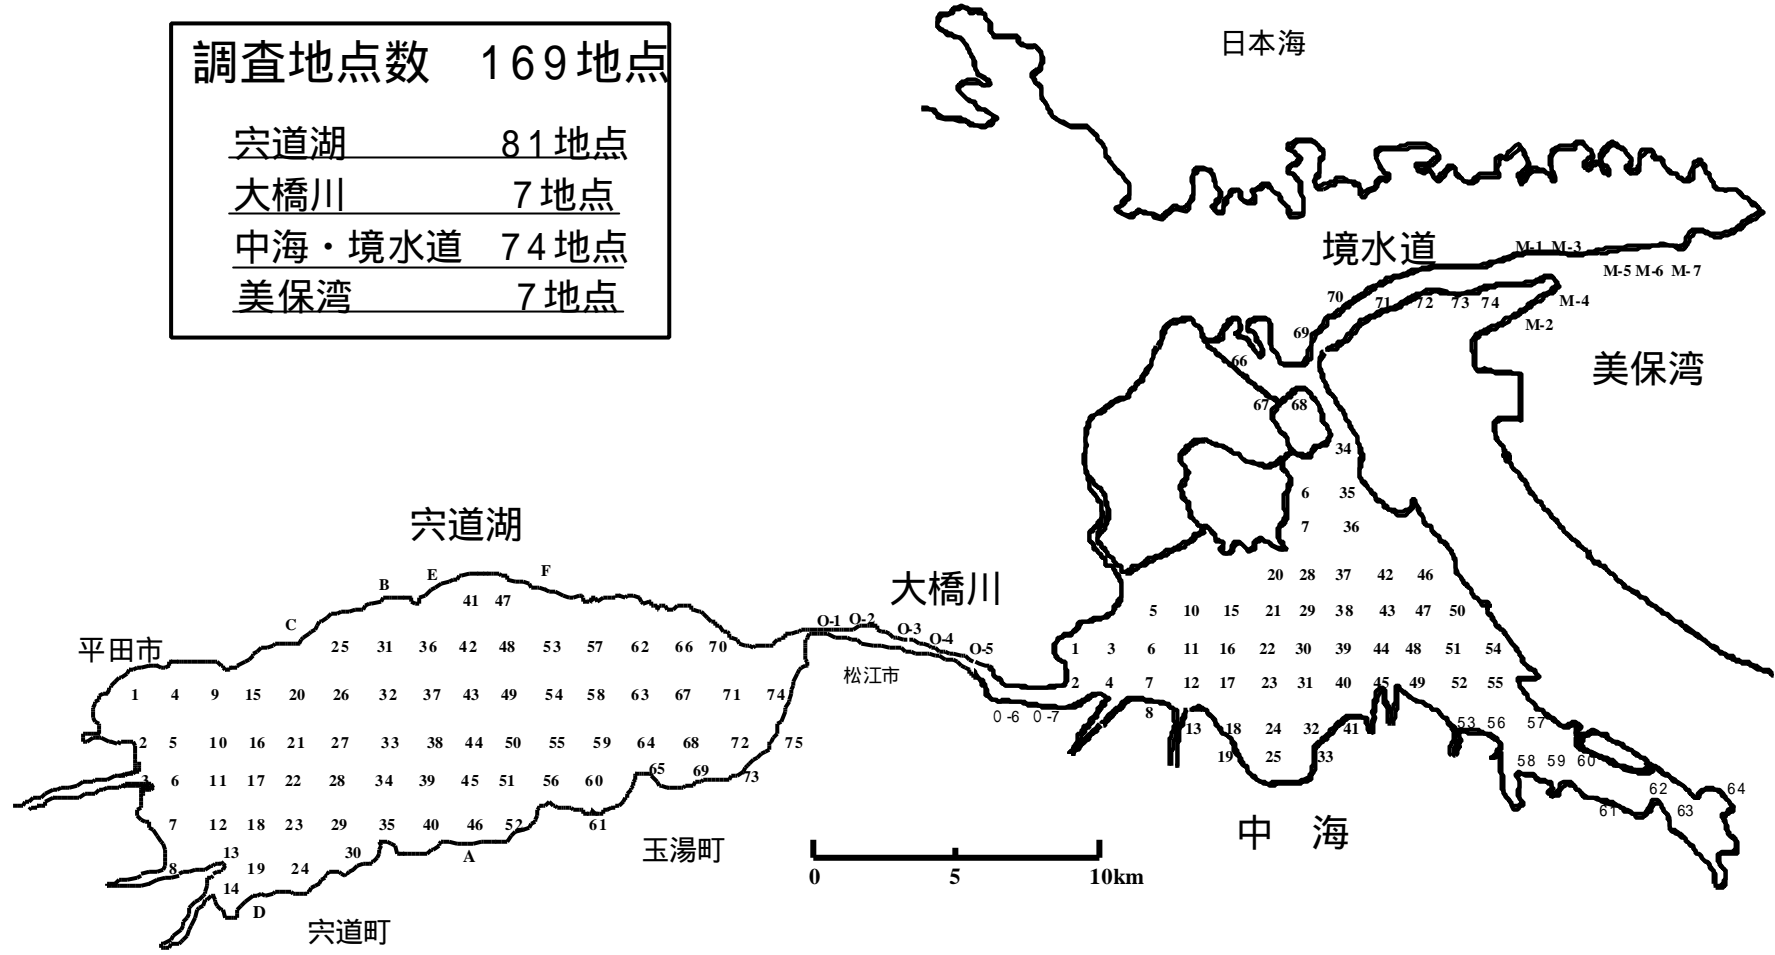 調査地点数 169地点
宍道湖 81地点
大橋川 7地点
中海・境水道 74地点
美保湾 7地点
日本海
境水道
M-1 M-3
M-5 M-6 M-7
70 71 72 73 74 M-4
69 M-2
66
美保湾
67 68
34
6 35
7 36
宍道湖
大橋川
20 28 37 42 46
B E F
41 47
5 10 15 21 29 38 43 47 50
C
O-1 O-2 O-3 O-4 O-5
平田市
25 31 36 42 48 53 57 62 66 70
1 3 6 11 16 22 30 39 44 48 51 54
松江市
1 4 9 15 20 26 32 37 43 49 54 58 63 67 71 74
2 4 7 12 17 23 31 40 45 49 52 55
O-6 O-7
8 13 18 24 32 41 53 56 57
2 5 10 16 21 27 33 38 44 50 55 59 64 68 72 75
19 25 33
58 59 60
3 6 11 17 22 28 34 39 45 51 56 60 65 69 73
61 62 63 64
7 12 18 23 29 35 40 46 52 61
中 海
玉湯町
13 30 A
8 19 24
14
D
0 5 10km
宍道町